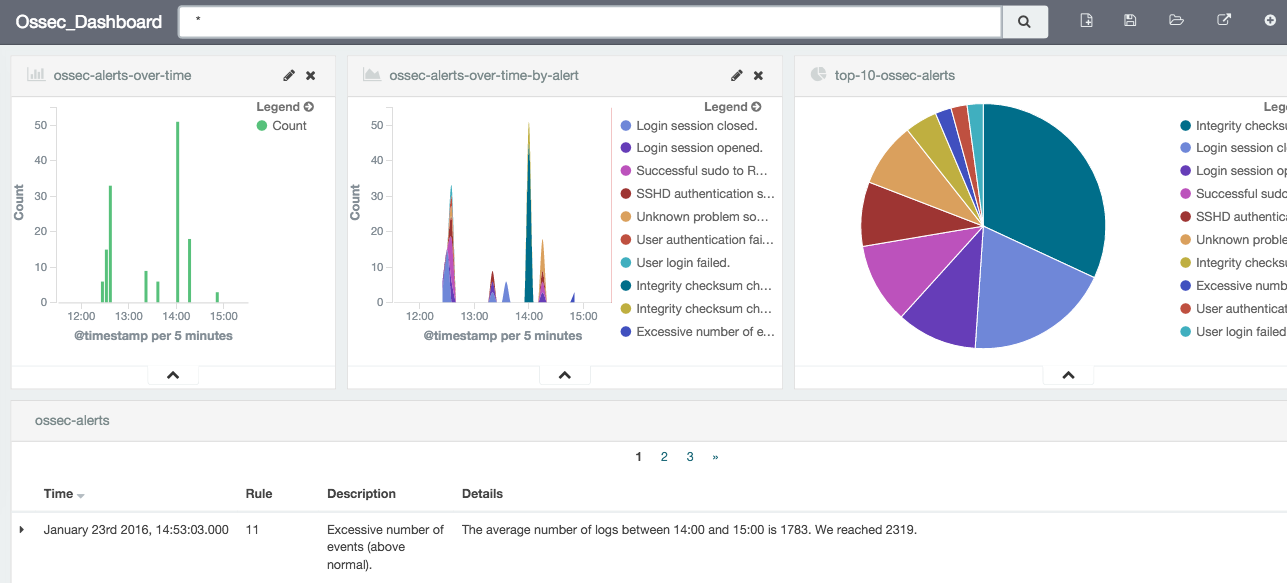 Ossec_Dashboard
*
ossec-alerts-over-time
Legend
Count
50
40
30
20
10
0
Count
12:00 13:00 14:00 15:00
@timestamp per 5 minutes
ossec-alerts-over-time-by-alert
Legend
Login session closed.
Login session opened.
Successful sudo to R...
SSHD authentication s...
Unknown problem so...
User authentication fai...
User login failed.
Integrity checksum ch...
Integrity checksum ch...
Excessive number of e...
50
40
30
20
10
0
Count
12:00 13:00 14:00 15:00
@timestamp per 5 minutes
top-10-ossec-alerts
Leg
Integrity checksu
Login session cl
Login session op
Successful sudo
SSHD authentica
Unknown proble
Integrity checksu
Excessive numb
User authenticat
User login failed
ossec-alerts
1 2 3 »
Time Rule Description Details
January 23rd 2016, 14:53:03.000 11 Excessive number of The average number of logs between 14:00 and 15:00 is 1783. We reached 2319.
events (above
normal).